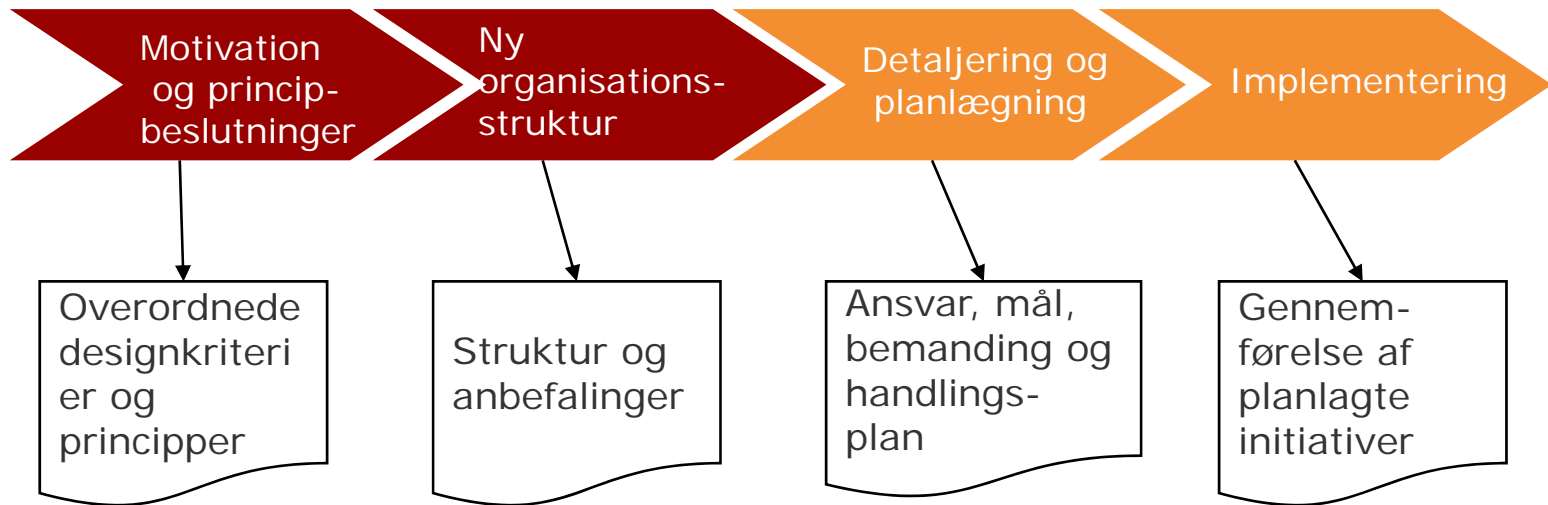 Motivation
og princip-
beslutninger
Ny
organisations-
struktur
Detaljering og
planlægning
Implementering
Overordnede
designkriteri
er og
principper
Struktur og
anbefalinger
Ansvar, mål,
bemanding og
handlings-
plan
Gennem-
førelse af
planlagte
initiativer